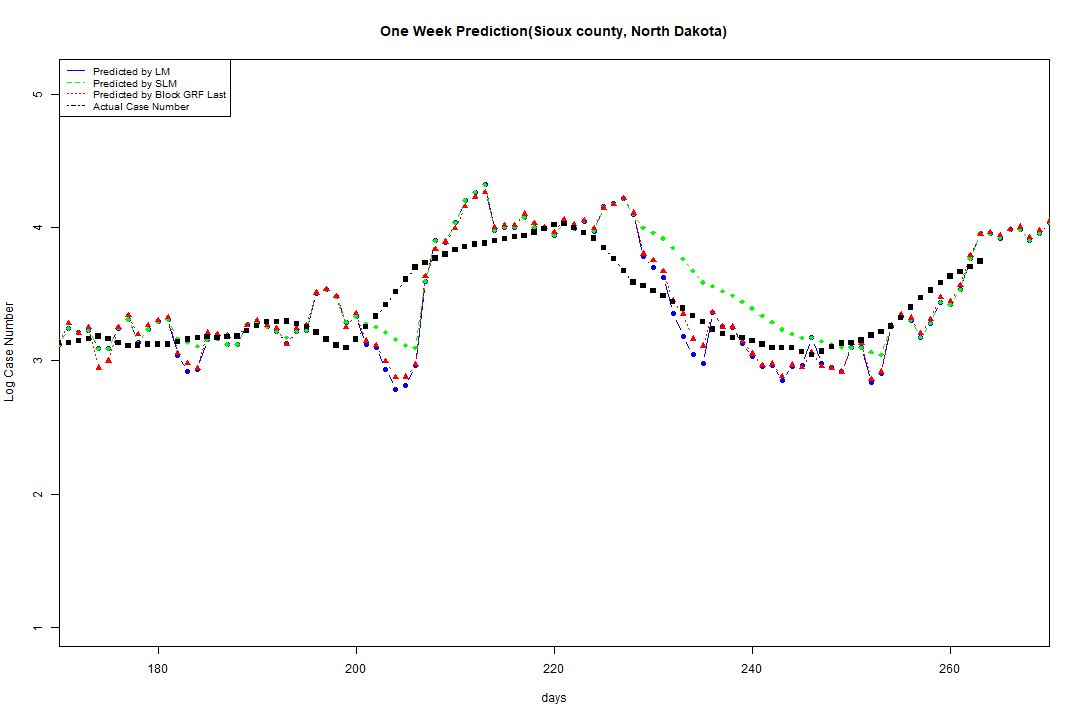 One Week Prediction(Sioux county, North Dakota)
Predicted by LM
Predicted by SLM
Predicted by Block GRF Last
Actual Case Number
5
4
3
2
1
Log Case Number
180 200 220 240 260
days